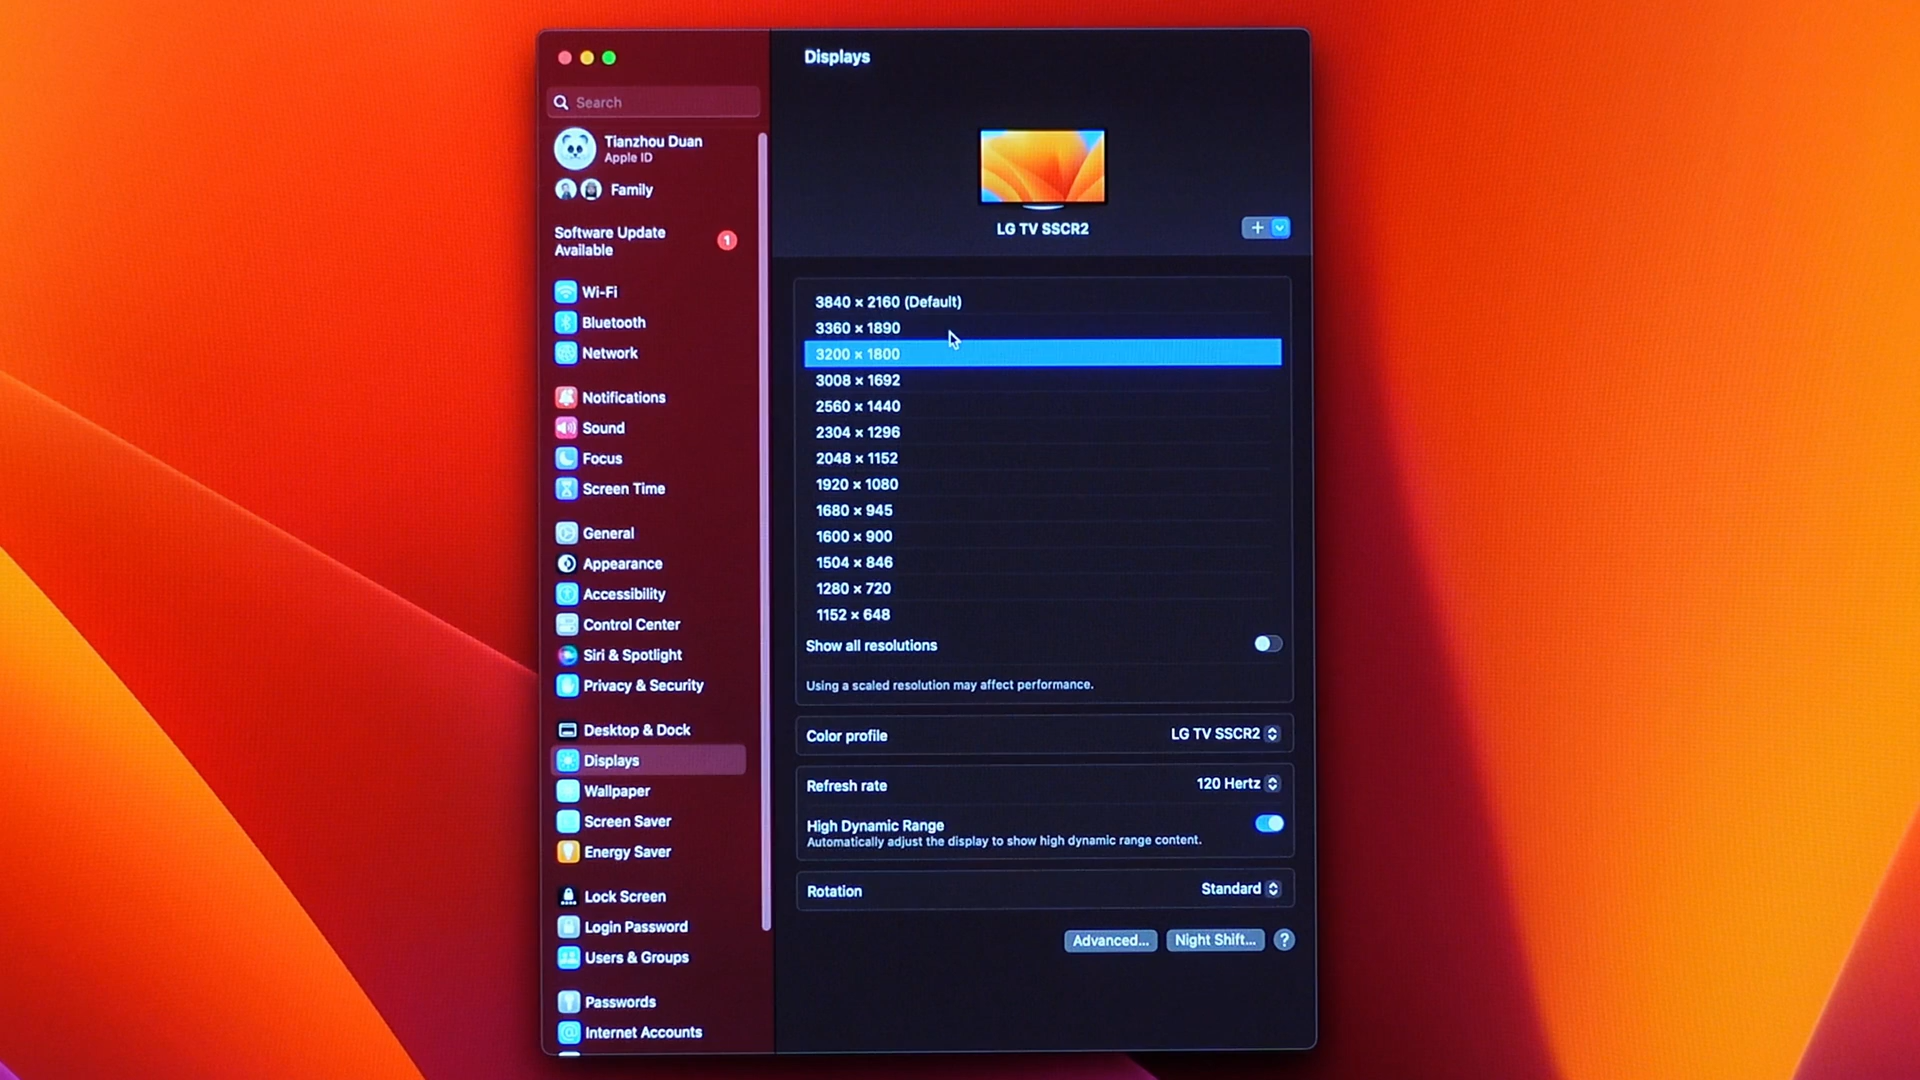 Displays
Search
Tianzhou Duan
Apple ID
Family
Software Update
Available
1
Wi-Fi
Bluetooth
Network
Notifications
Sound
Focus
Screen Time
General
Appearance
Accessibility
Control Center
Siri & Spotlight
Privacy & Security
Desktop & Dock
Displays
Wallpaper
Screen Saver
Energy Saver
Lock Screen
Login Password
Users & Groups
Passwords
Internet Accounts
LG TV SSCR2
+
3840 × 2160 (Default)
3360 × 1890
3200 × 1800
3008 × 1692
2560 × 1440
2304 × 1296
2048 × 1152
1920 × 1080
1680 × 945
1600 × 900
1504 × 846
1280 × 720
1152 × 648
Show all resolutions
Using a scaled resolution may affect performance.
Color profile LG TV SSCR2
Refresh rate 120 Hertz
High Dynamic Range
Automatically adjust the display to show high dynamic range content.
Rotation Standard
Advanced... Night Shift... ?